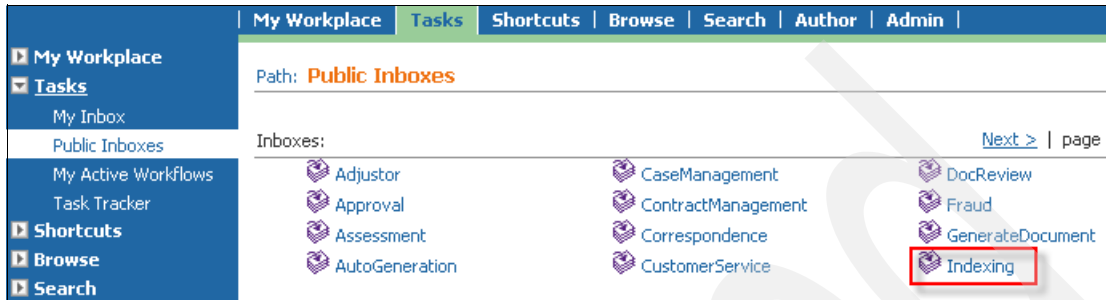 My Workplace | Tasks | Shortcuts | Browse | Search | Author | Admin |
My Workplace
Tasks
My Inbox
Public Inboxes
My Active Workflows
Task Tracker
Shortcuts
Browse
Search
Path: Public Inboxes
Inboxes:
Next > | page
Adjustor
CaseManagement
DocReview
Approval
ContractManagement
Fraud
Assessment
Correspondence
GenerateDocument
AutoGeneration
CustomerService
Indexing